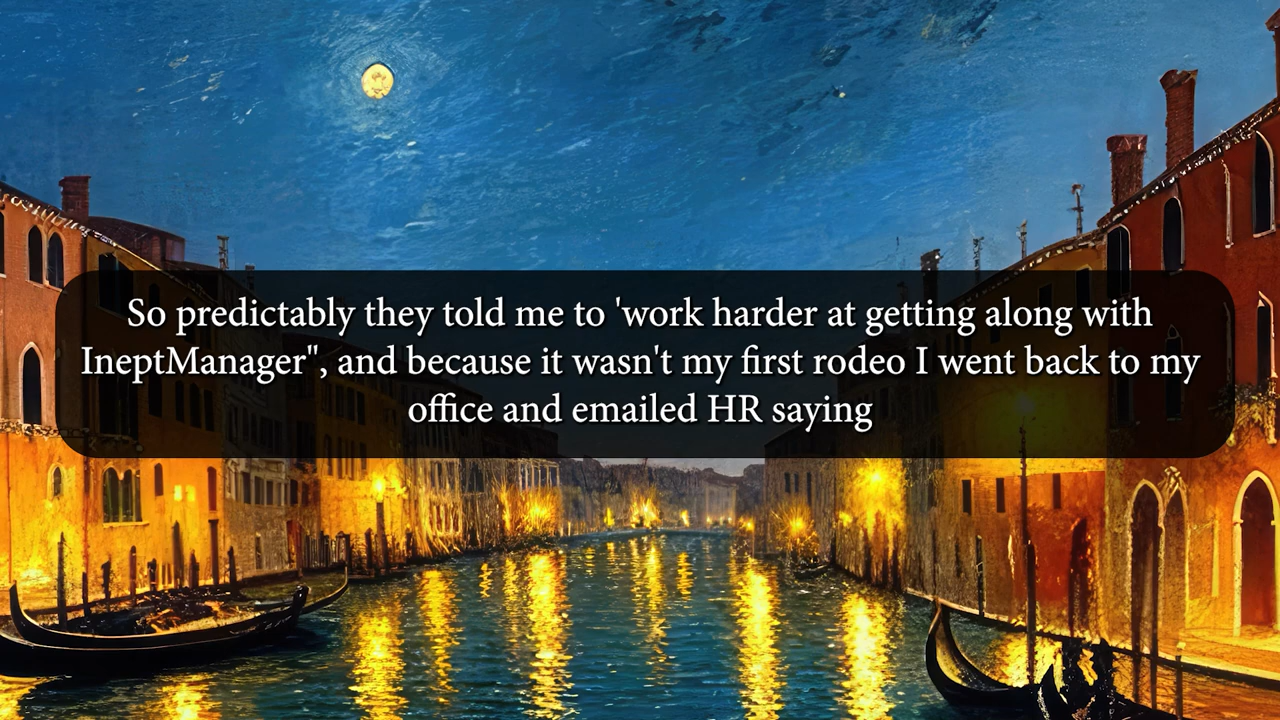 So predictably they told me to 'work harder at getting along with
IneptManager", and because it wasn't my first rodeo I went back to my
office and emailed HR saying